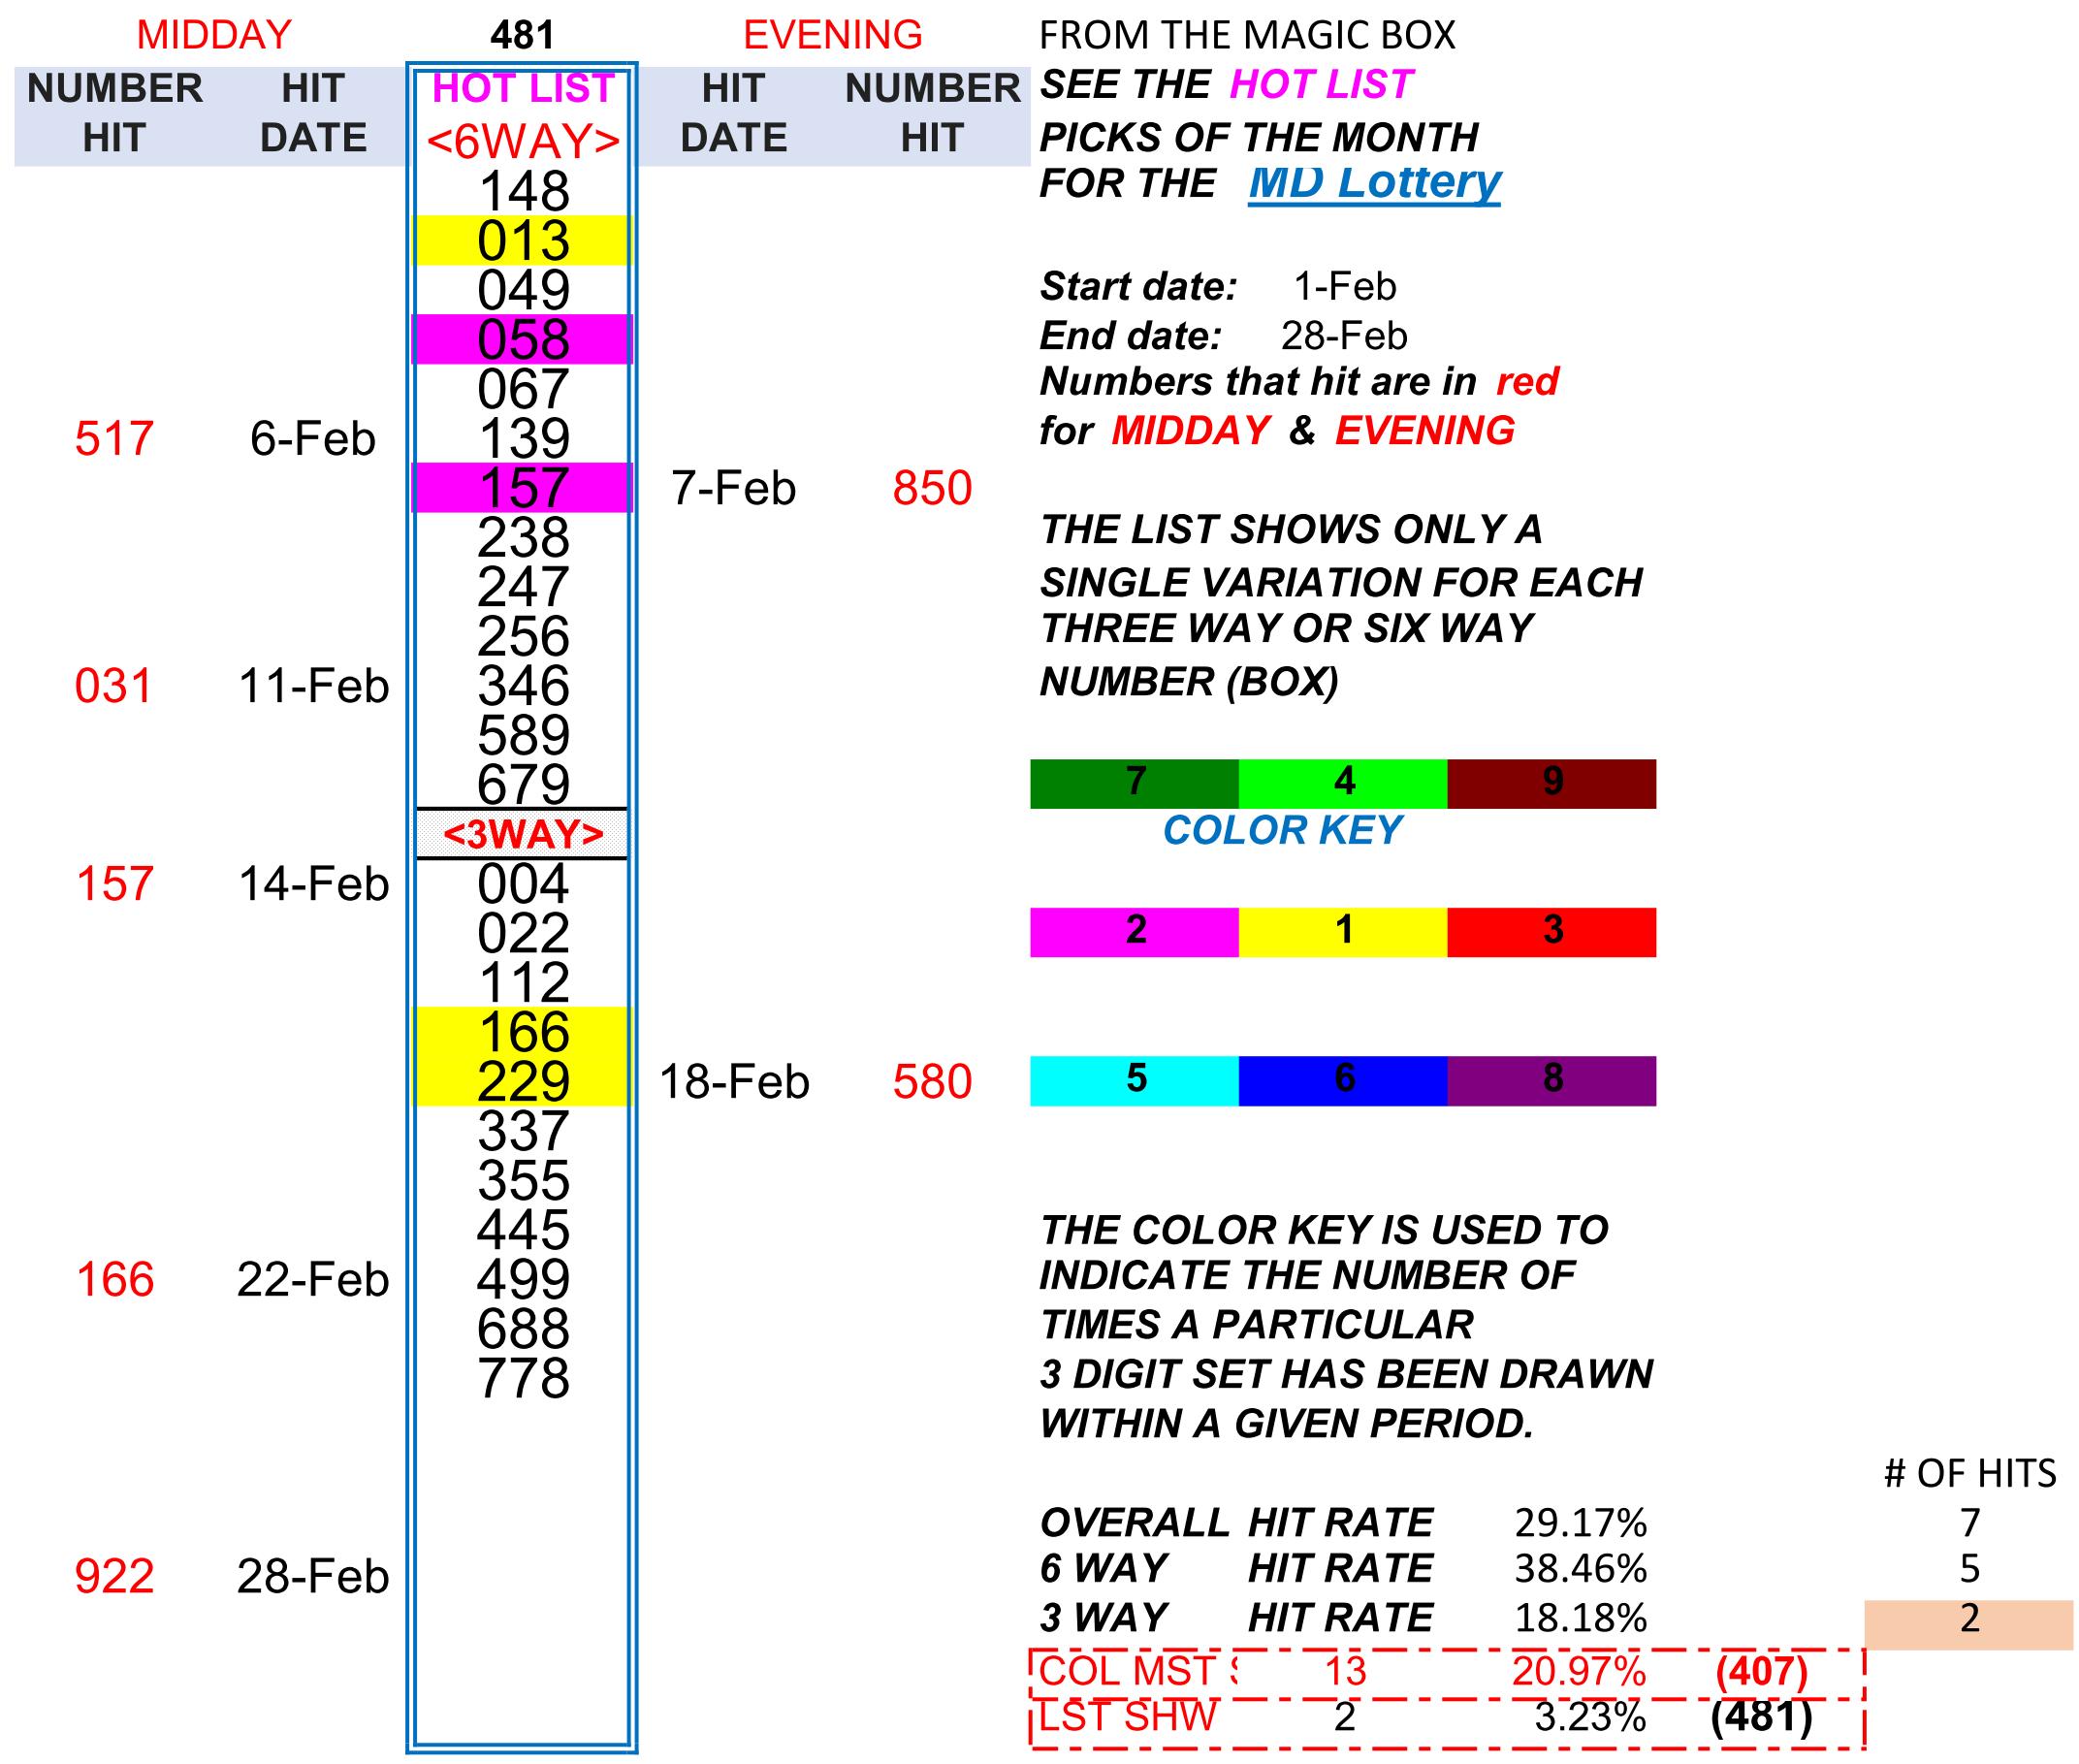 MIDDAY 481 EVENING FROM THE MAGIC BOX
NUMBER HIT HOT LIST HIT NUMBER SEE THE HOT LIST
HIT DATE <6WAY> DATE HIT PICKS OF THE MONTH
148 FOR THE MD Lottery
013
049 Start date: 1-Feb
058 End date: 28-Feb
067 Numbers that hit are in red
517 6-Feb 139 for MIDDAY & EVENING
157 7-Feb 850
238 THE LIST SHOWS ONLY A
247 SINGLE VARIATION FOR EACH
256 THREE WAY OR SIX WAY
031 11-Feb 346 NUMBER (BOX)
589
679 7 4 9
<3WAY> COLOR KEY
157 14-Feb 004
022 2 1 3
112
166
229 18-Feb 580 5 6 8
337
355
445 THE COLOR KEY IS USED TO
166 22-Feb 499 INDICATE THE NUMBER OF
688 TIMES A PARTICULAR
778 3 DIGIT SET HAS BEEN DRAWN
WITHIN A GIVEN PERIOD.
# OF HITS
OVERALL HIT RATE 29.17% 7
922 28-Feb 6 WAY HIT RATE 38.46% 5
3 WAY HIT RATE 18.18% 2
COL MST 13 20.97% (407)
LST SHW 2 3.23% (481)